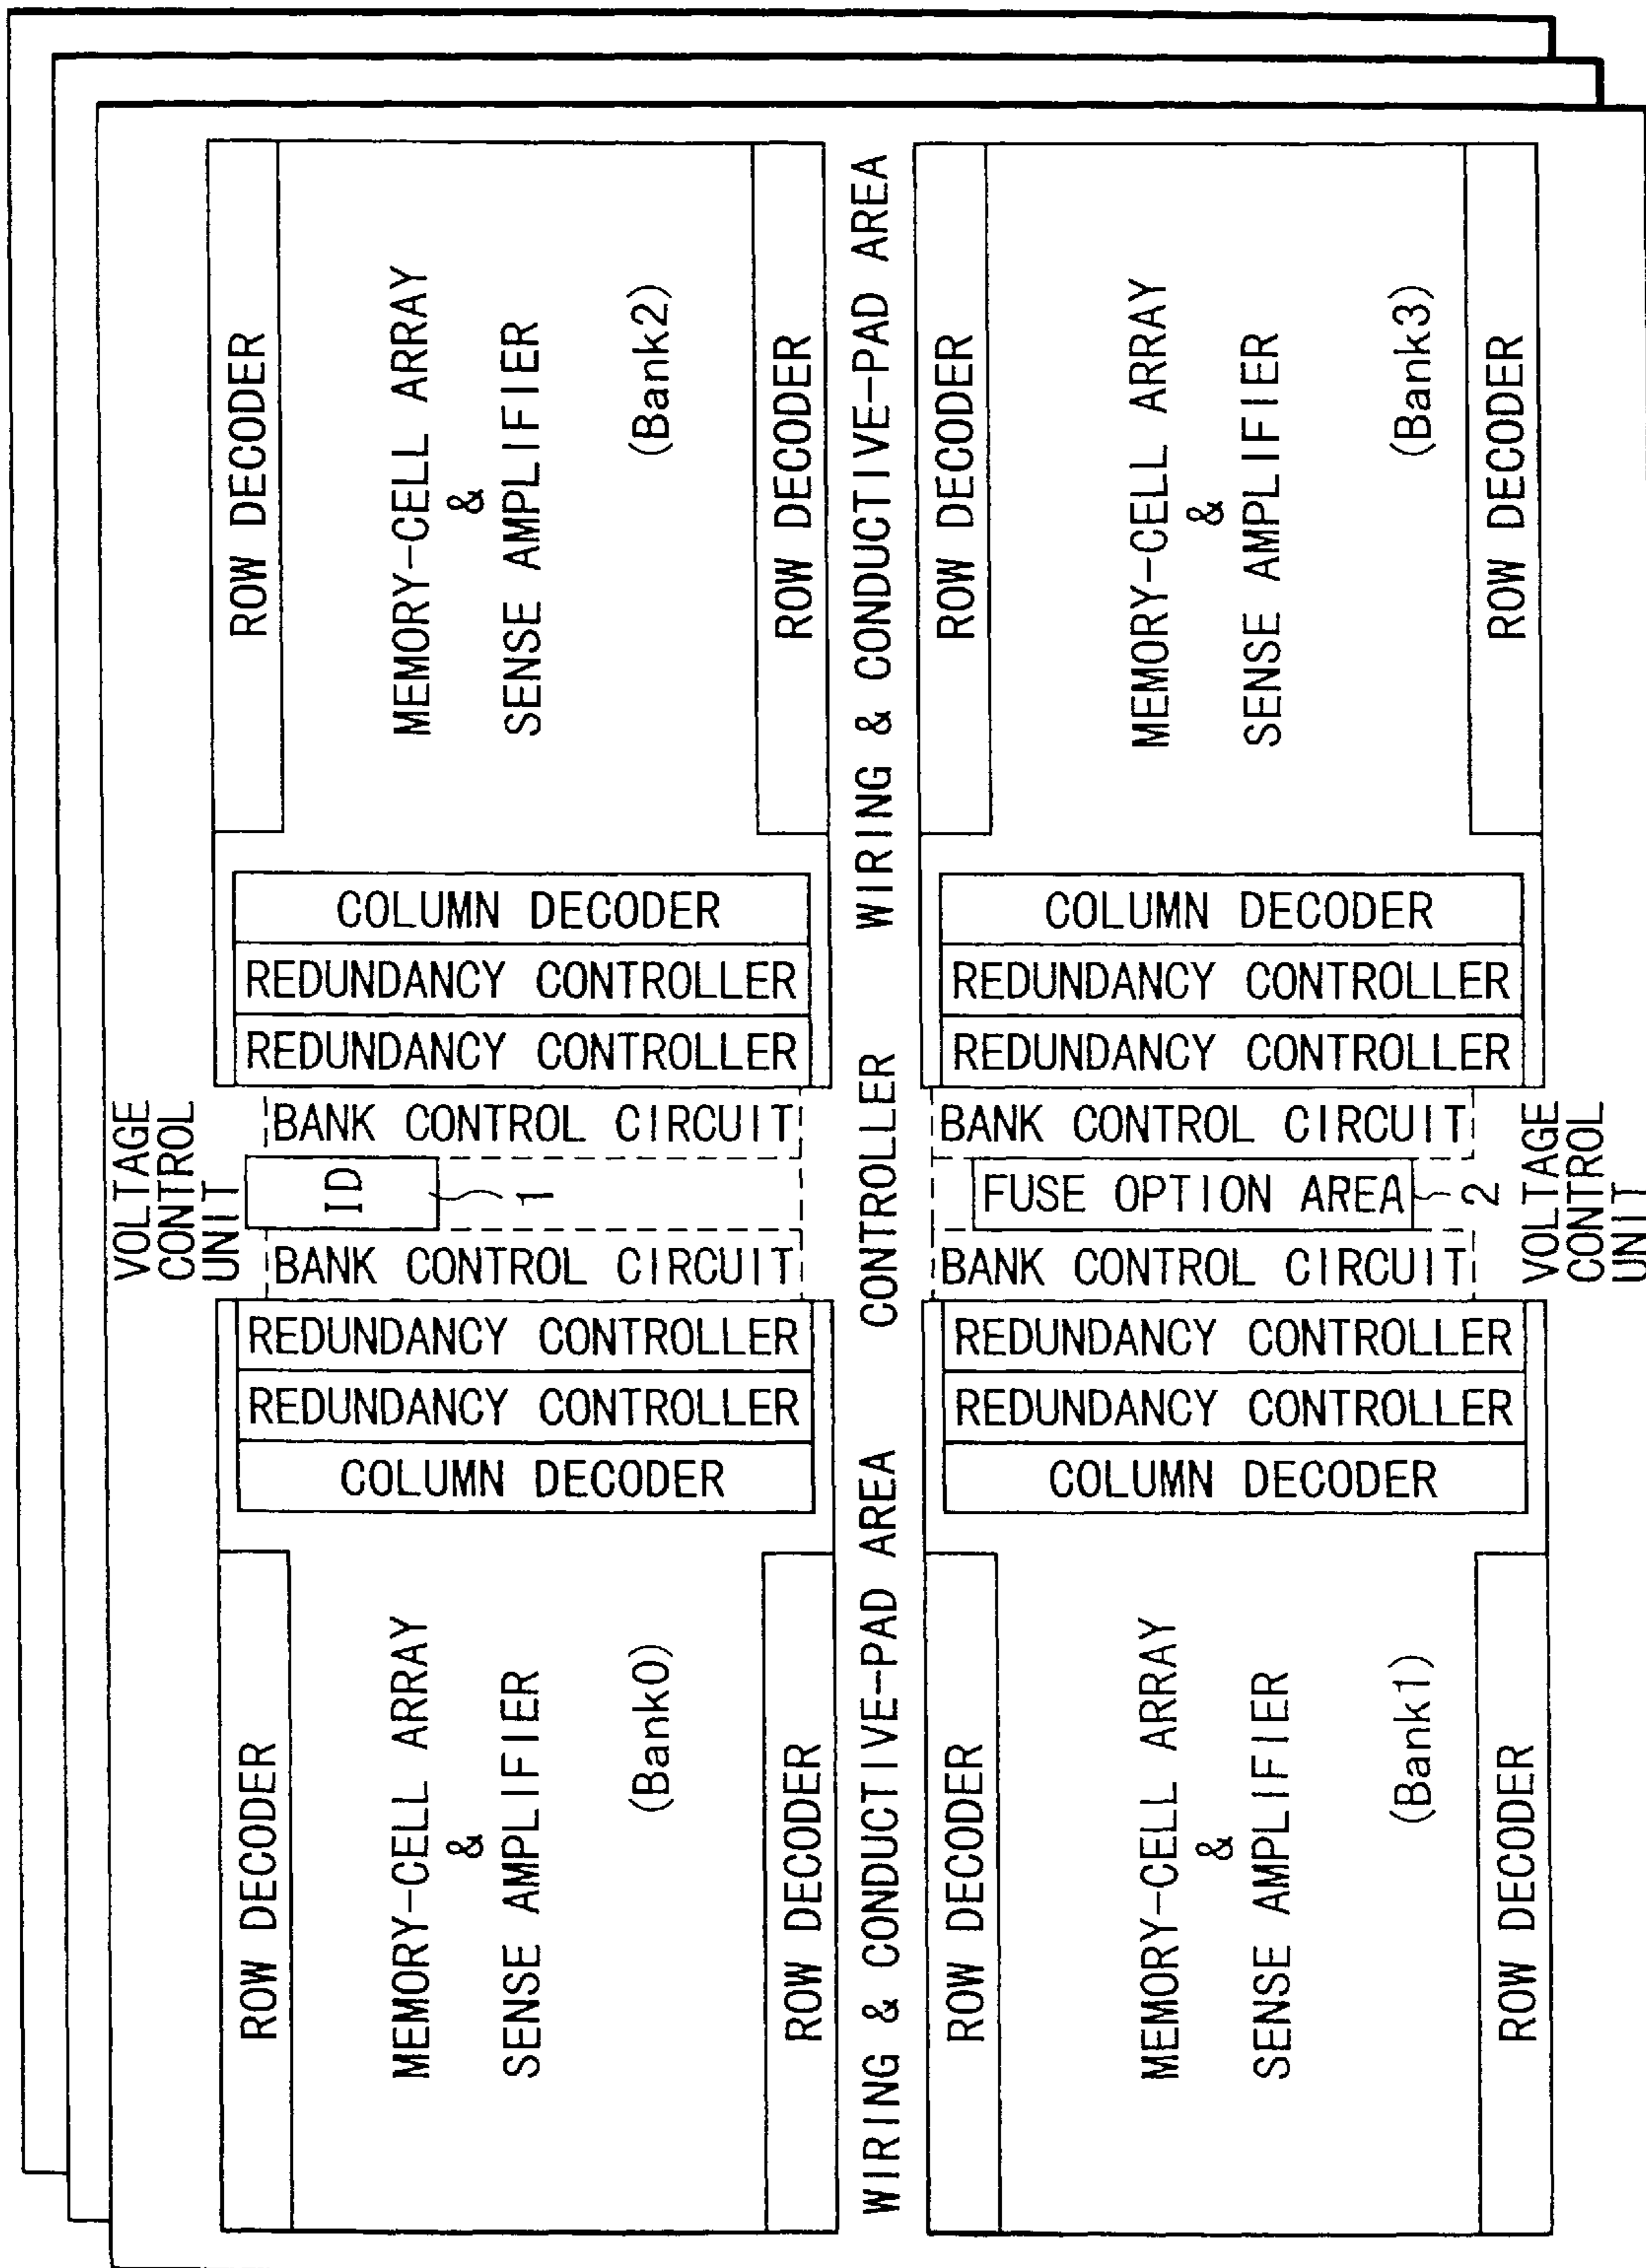 ROW DECODER
MEMORY-CELL ARRAY
&
SENSE AMPLIFIER
(Bank2)
ROW DECODER
COLUMN DECODER
REDUNDANCY CONTROLLER
REDUNDANCY CONTROLLER
BANK CONTROL CIRCUIT
VOLTAGE
CONTROL
UNIT
ID
1
BANK CONTROL CIRCUIT
REDUNDANCY CONTROLLER
REDUNDANCY CONTROLLER
COLUMN DECODER
ROW DECODER
MEMORY-CELL ARRAY
&
SENSE AMPLIFIER
(Bank0)
ROW DECODER
WIRING & CONDUCTIVE-PAD AREA
CONTROLLER
WIRING & CONDUCTIVE-PAD AREA
ROW DECODER
MEMORY-CELL ARRAY
&
SENSE AMPLIFIER
(Bank3)
ROW DECODER
COLUMN DECODER
REDUNDANCY CONTROLLER
REDUNDANCY CONTROLLER
BANK CONTROL CIRCUIT
FUSE OPTION AREA
2
VOLTAGE
CONTROL
UNIT
BANK CONTROL CIRCUIT
REDUNDANCY CONTROLLER
REDUNDANCY CONTROLLER
COLUMN DECODER
ROW DECODER
MEMORY-CELL ARRAY
&
SENSE AMPLIFIER
(Bank1)
ROW DECODER